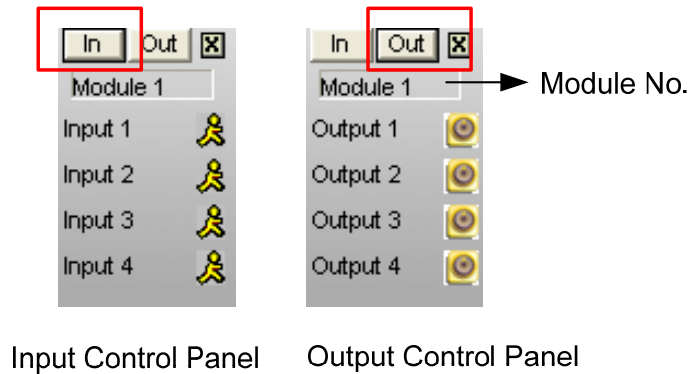 In Out X
Module 1
Input 1
Input 2
Input 3
Input 4
Input Control Panel
In Out X
Module 1
Module No.
Output 1
Output 2
Output 3
Output 4
Output Control Panel